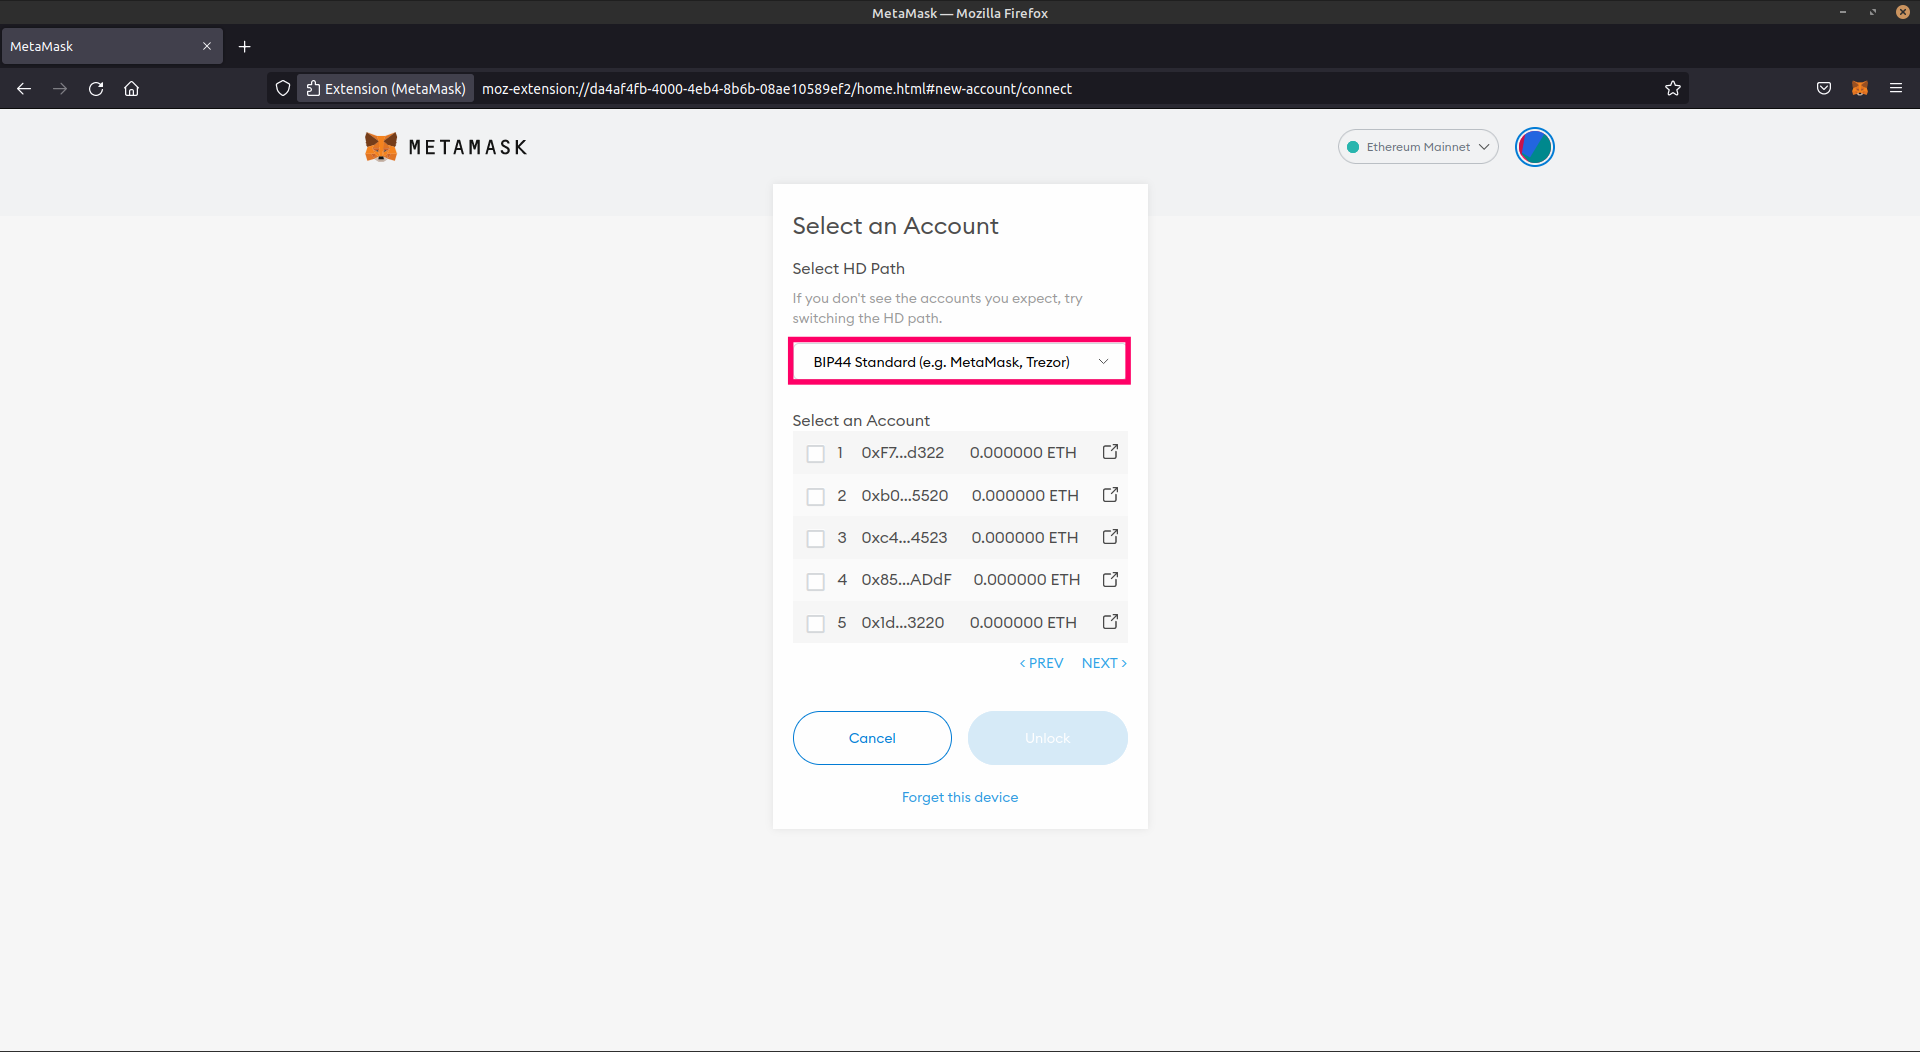 MetaMask — Mozilla Firefox
MetaMask
Extension (MetaMask) moz-extension://da4af4fb-4000-4eb4-8b6b-08ae10589ef2/home.html#new-account/connect
METAMASK
Ethereum Mainnet
Select an Account
Select HD Path
If you don't see the accounts you expect, try
switching the HD path.
BIP44 Standard (e.g. MetaMask, Trezor)
Select an Account
1 0xF7...d322 0.000000 ETH
2 0xb0...5520 0.000000 ETH
3 0xc4...4523 0.000000 ETH
4 0x85...ADdF 0.000000 ETH
5 0x1d...3220 0.000000 ETH
< PREV NEXT >
Cancel Unlock
Forget this device